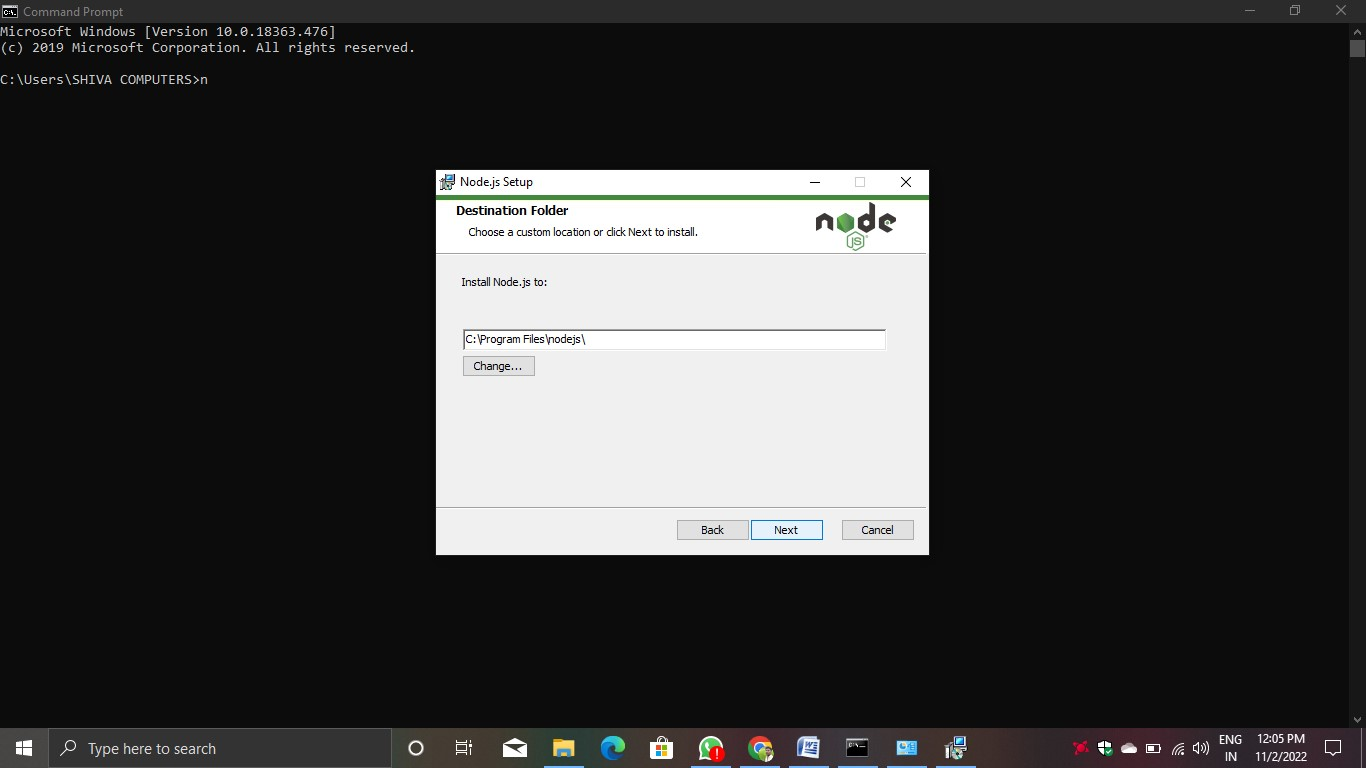 Command Prompt
Microsoft Windows [Version 10.0.18363.476]
(c) 2019 Microsoft Corporation. All rights reserved.
C:\Users\SHIVA COMPUTERS>n
Node.js Setup
Destination Folder
Choose a custom location or click Next to install.
node
JS
Install Node.js to:
C:\Program Files\nodejs\
Change...
Back
Next
Cancel
Type here to search
ENG
IN
12:05 PM
11/2/2022